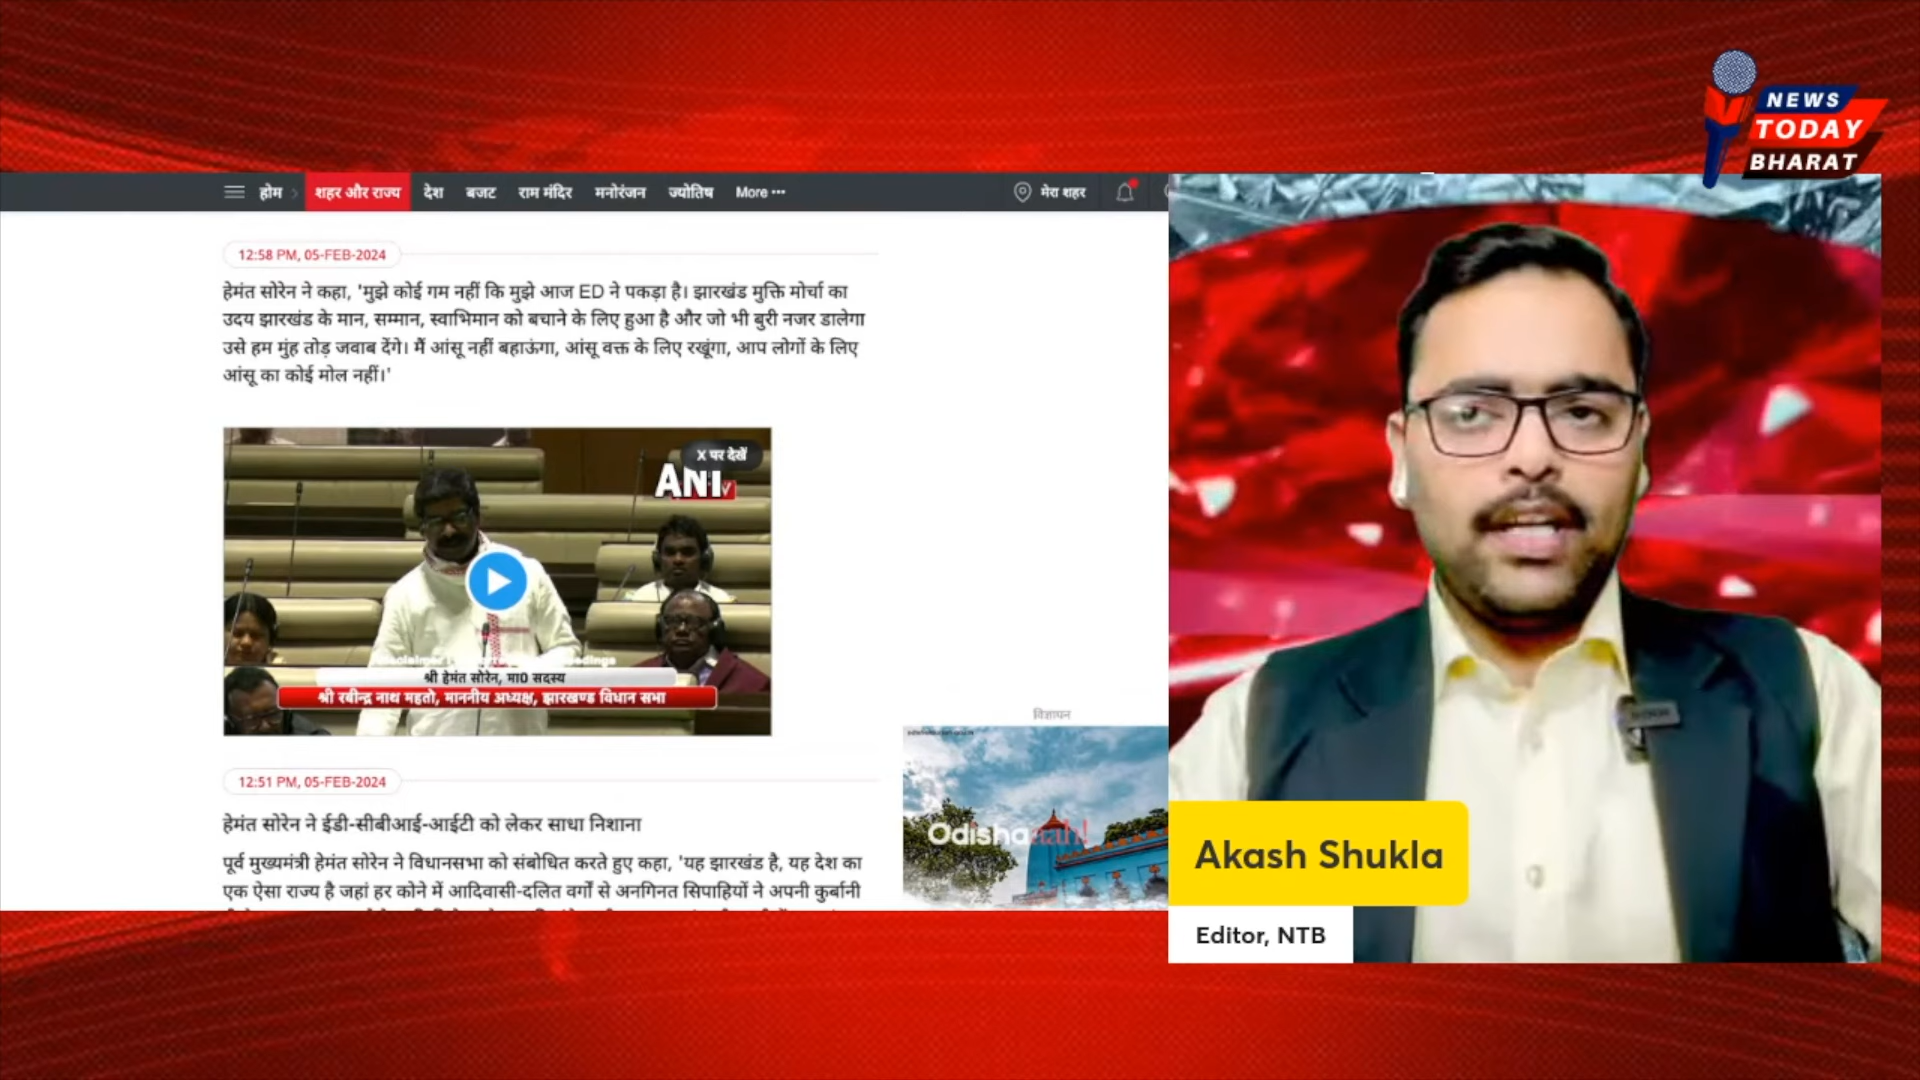 NEWS
TODAY
BHARAT
होम
शहर और राज्य
देश
बजट
राम मंदिर
मनोरंजन
ज्योतिष
More
मेरा शहर
12:58 PM, 05-FEB-2024
हेमंत सोरेन ने कहा, 'मुझे कोई गम नहीं कि मुझे आज ED ने पकड़ा है। झारखंड मुक्ति मोर्चा का
उदय झारखंड के मान, सम्मान, स्वाभिमान को बचाने के लिए हुआ है और जो भी बुरी नजर डालेगा
उसे हम मुंह तोड़ जवाब देंगे। मैं आंसू नहीं बहाऊंगा, आंसू वक्त के लिए रखूंगा, आप लोगों के लिए
आंसू का कोई मोल नहीं।'
X पर देखें
ANI
श्री हेमंत सोरेन, मा0 सदस्य
श्री रबीन्द्र नाथ महतो, माननीय अध्यक्ष, झारखण्ड विधान सभा
विज्ञापन
Odishaaah!
12:51 PM, 05-FEB-2024
हेमंत सोरेन ने ईडी-सीबीआई-आईटी को लेकर साधा निशाना
पूर्व मुख्यमंत्री हेमंत सोरेन ने विधानसभा को संबोधित करते हुए कहा, 'यह झारखंड है, यह देश का
एक ऐसा राज्य है जहां हर कोने में आदिवासी-दलित वर्गों से अनगिनत सिपाहियों ने अपनी कुर्बानी
Akash Shukla
Editor, NTB